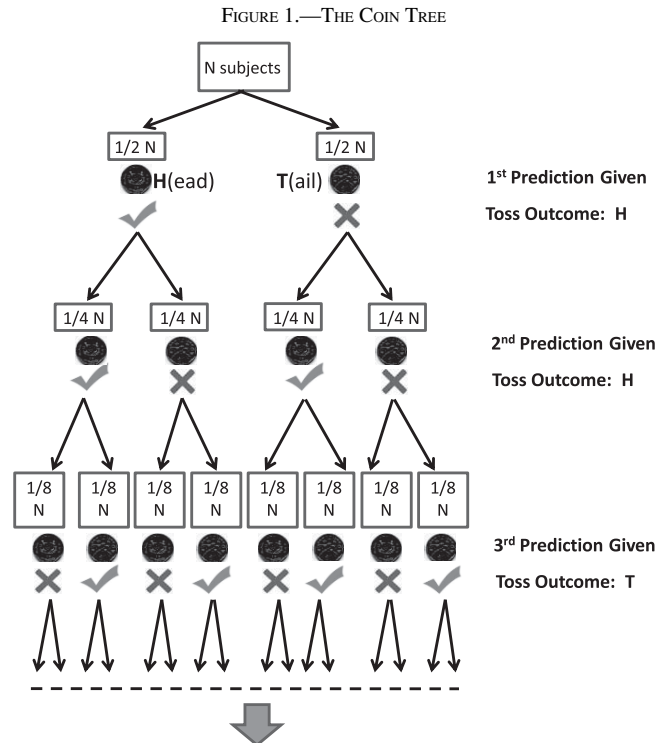 FIGURE 1.—THE COIN TREE
N subjects
1/2 N
1/2 N
H(ead)
T(ail)
1st Prediction Given
Toss Outcome: H
1/4 N
1/4 N
1/4 N
1/4 N
2nd Prediction Given
Toss Outcome: H
1/8
N
1/8
N
1/8
N
1/8
N
1/8
N
1/8
N
1/8
N
1/8
N
3rd Prediction Given
Toss Outcome: T